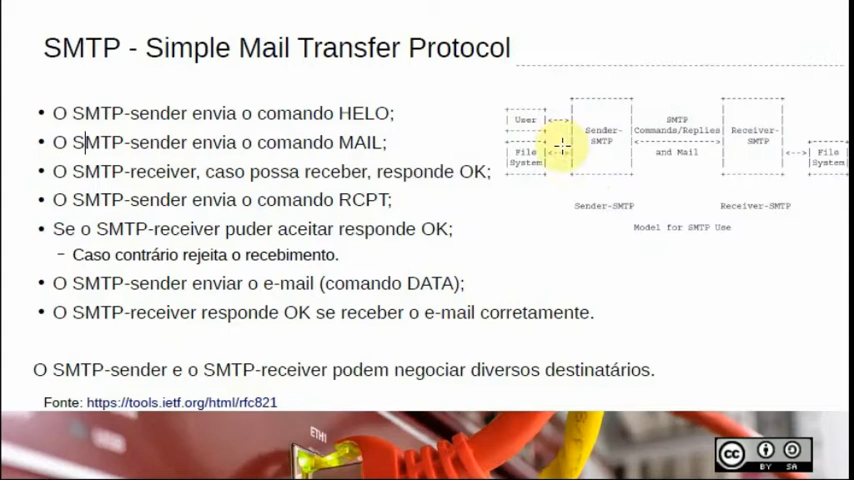 SMTP - Simple Mail Transfer Protocol
• O SMTP-sender envia o comando HELO;
• O SMTP-sender envia o comando MAIL;
• O SMTP-receiver, caso possa receber, responde OK;
• O SMTP-sender envia o comando RCPT;
• Se o SMTP-receiver puder aceitar responde OK;
– Caso contrário rejeita o recebimento.
• O SMTP-sender enviar o e-mail (comando DATA);
• O SMTP-receiver responde OK se receber o e-mail corretamente.
O SMTP-sender e o SMTP-receiver podem negociar diversos destinatários.
Fonte: https://tools.ietf.org/html/rfc821
User
File
System
Sender-
SMTP
SMTP
Commands/Replies
and Mail
Receiver-
SMTP
File
System
Sender-SMTP
Receiver-SMTP
Model for SMTP Use
ETH1
cc
BY SA